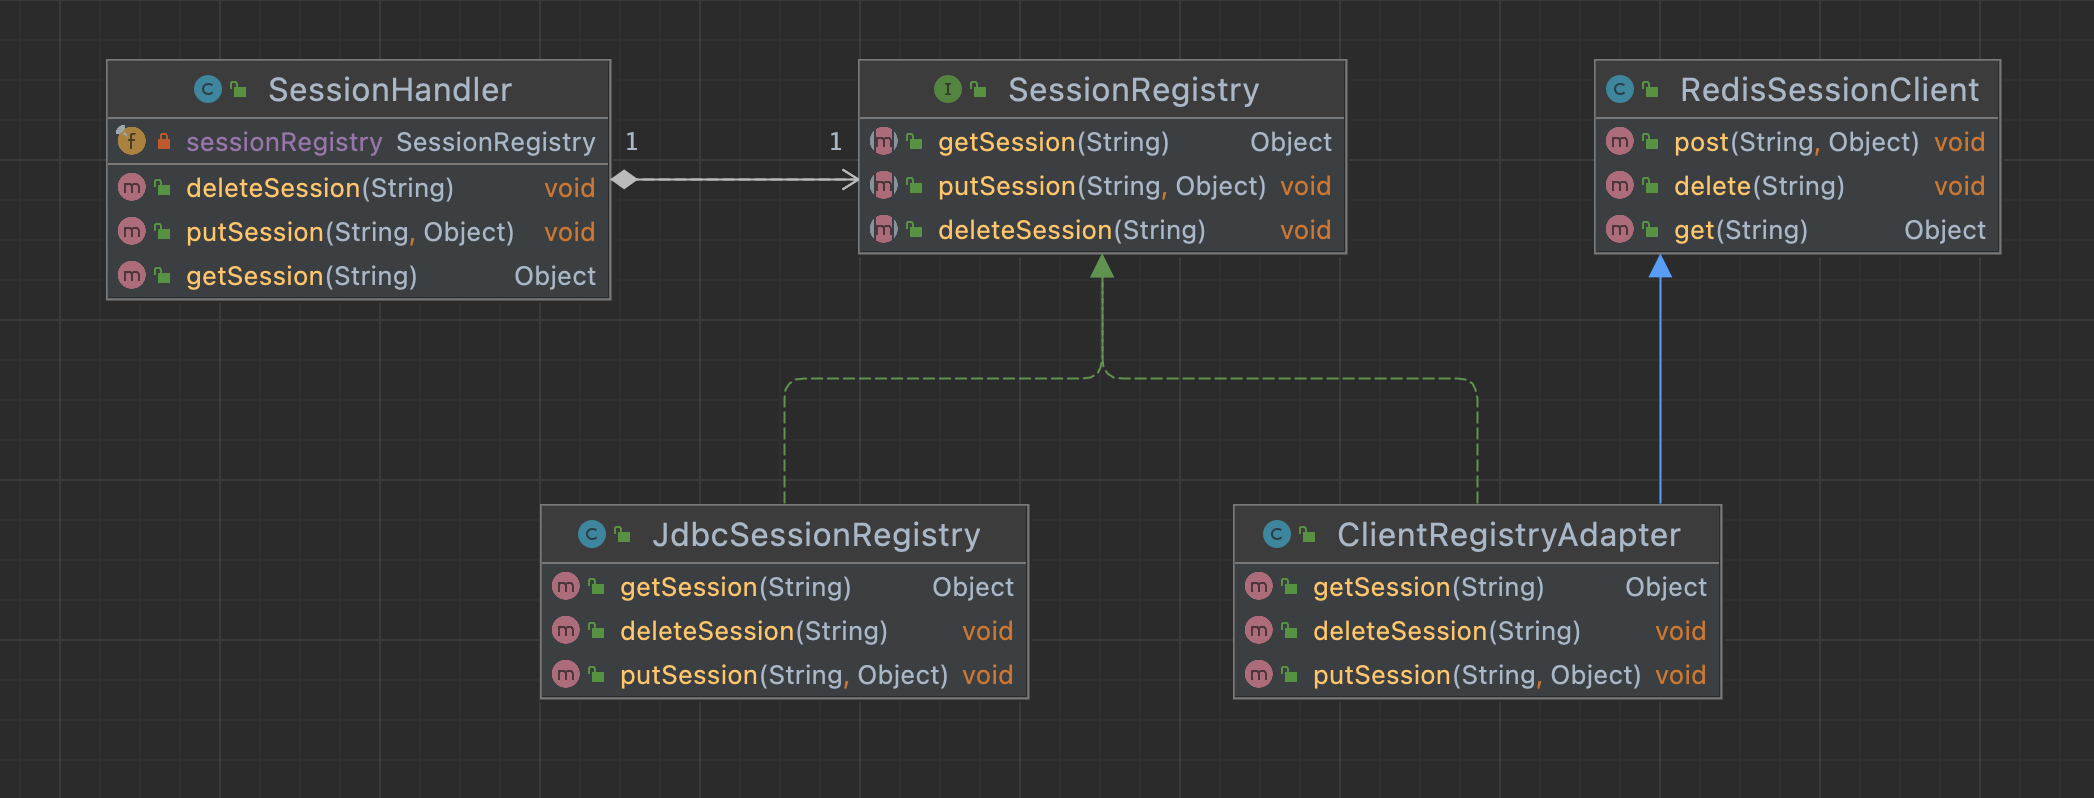 SessionHandler
sessionRegistry SessionRegistry
deleteSession(String) void
putSession(String, Object) void
getSession(String) Object
1 1
SessionRegistry
getSession(String) Object
putSession(String, Object) void
deleteSession(String) void
RedisSessionClient
post(String, Object) void
delete(String) void
get(String) Object
JdbcSessionRegistry
getSession(String) Object
deleteSession(String) void
putSession(String, Object) void
ClientRegistryAdapter
getSession(String) Object
deleteSession(String) void
putSession(String, Object) void